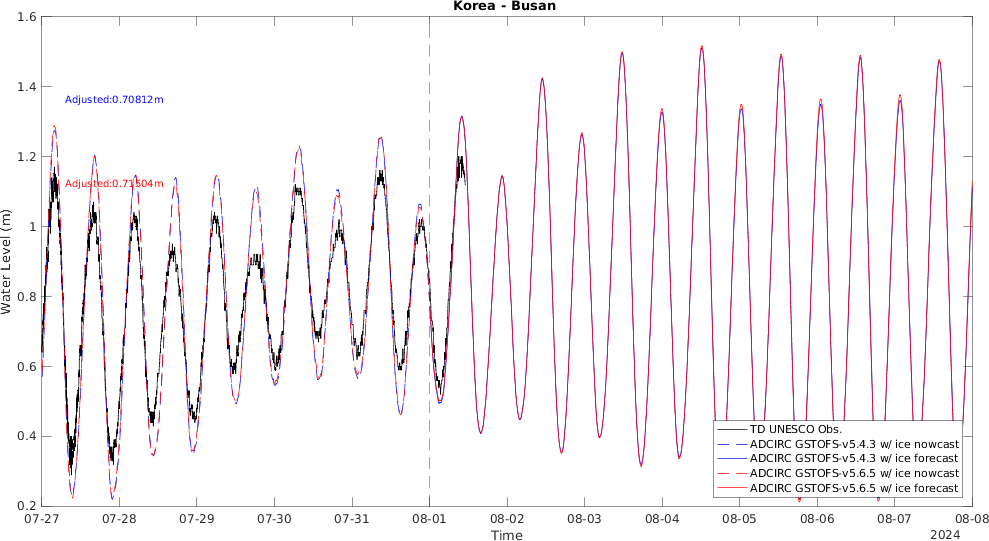 Korea - Busan
1.6
1.4
1.2
1
0.8
0.6
0.4
0.2
Water Level (m)
Adjusted:0.70812m
Adjusted:0.71504m
TD UNESCO Obs.
ADCIRC GSTOFS-v5.4.3 w/ ice nowcast
ADCIRC GSTOFS-v5.4.3 w/ ice forecast
ADCIRC GSTOFS-v5.6.5 w/ ice nowcast
ADCIRC GSTOFS-v5.6.5 w/ ice forecast
07-27 07-28 07-29 07-30 07-31 08-01 08-02 08-03 08-04 08-05 08-06 08-07 08-08
Time
2024